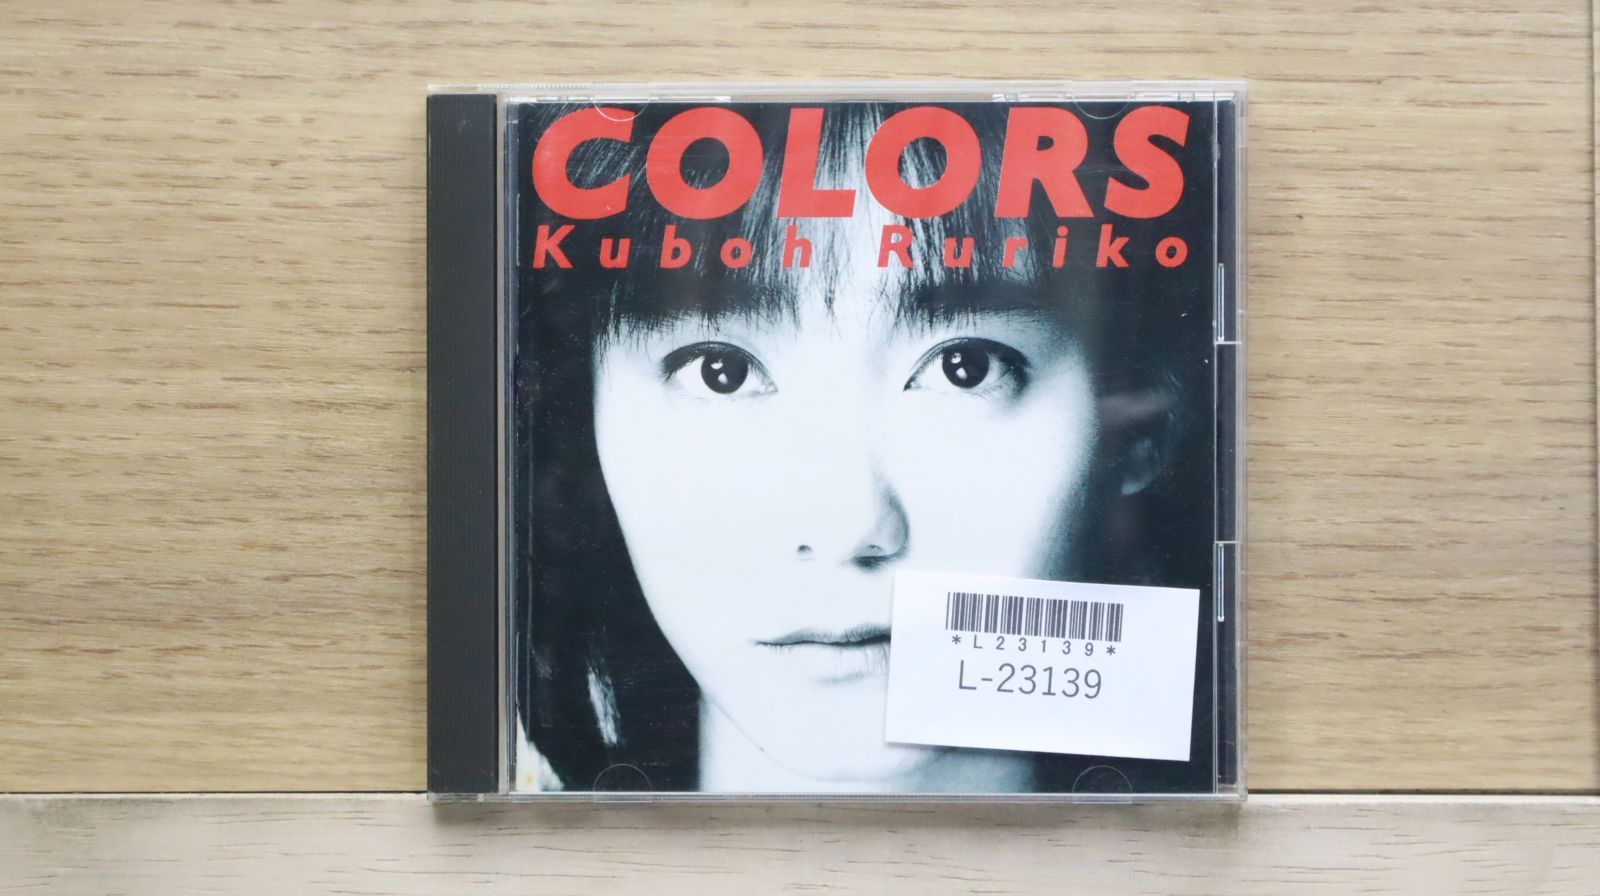 COLORS
Kuboh Ruriko
*L23139*
L-23139